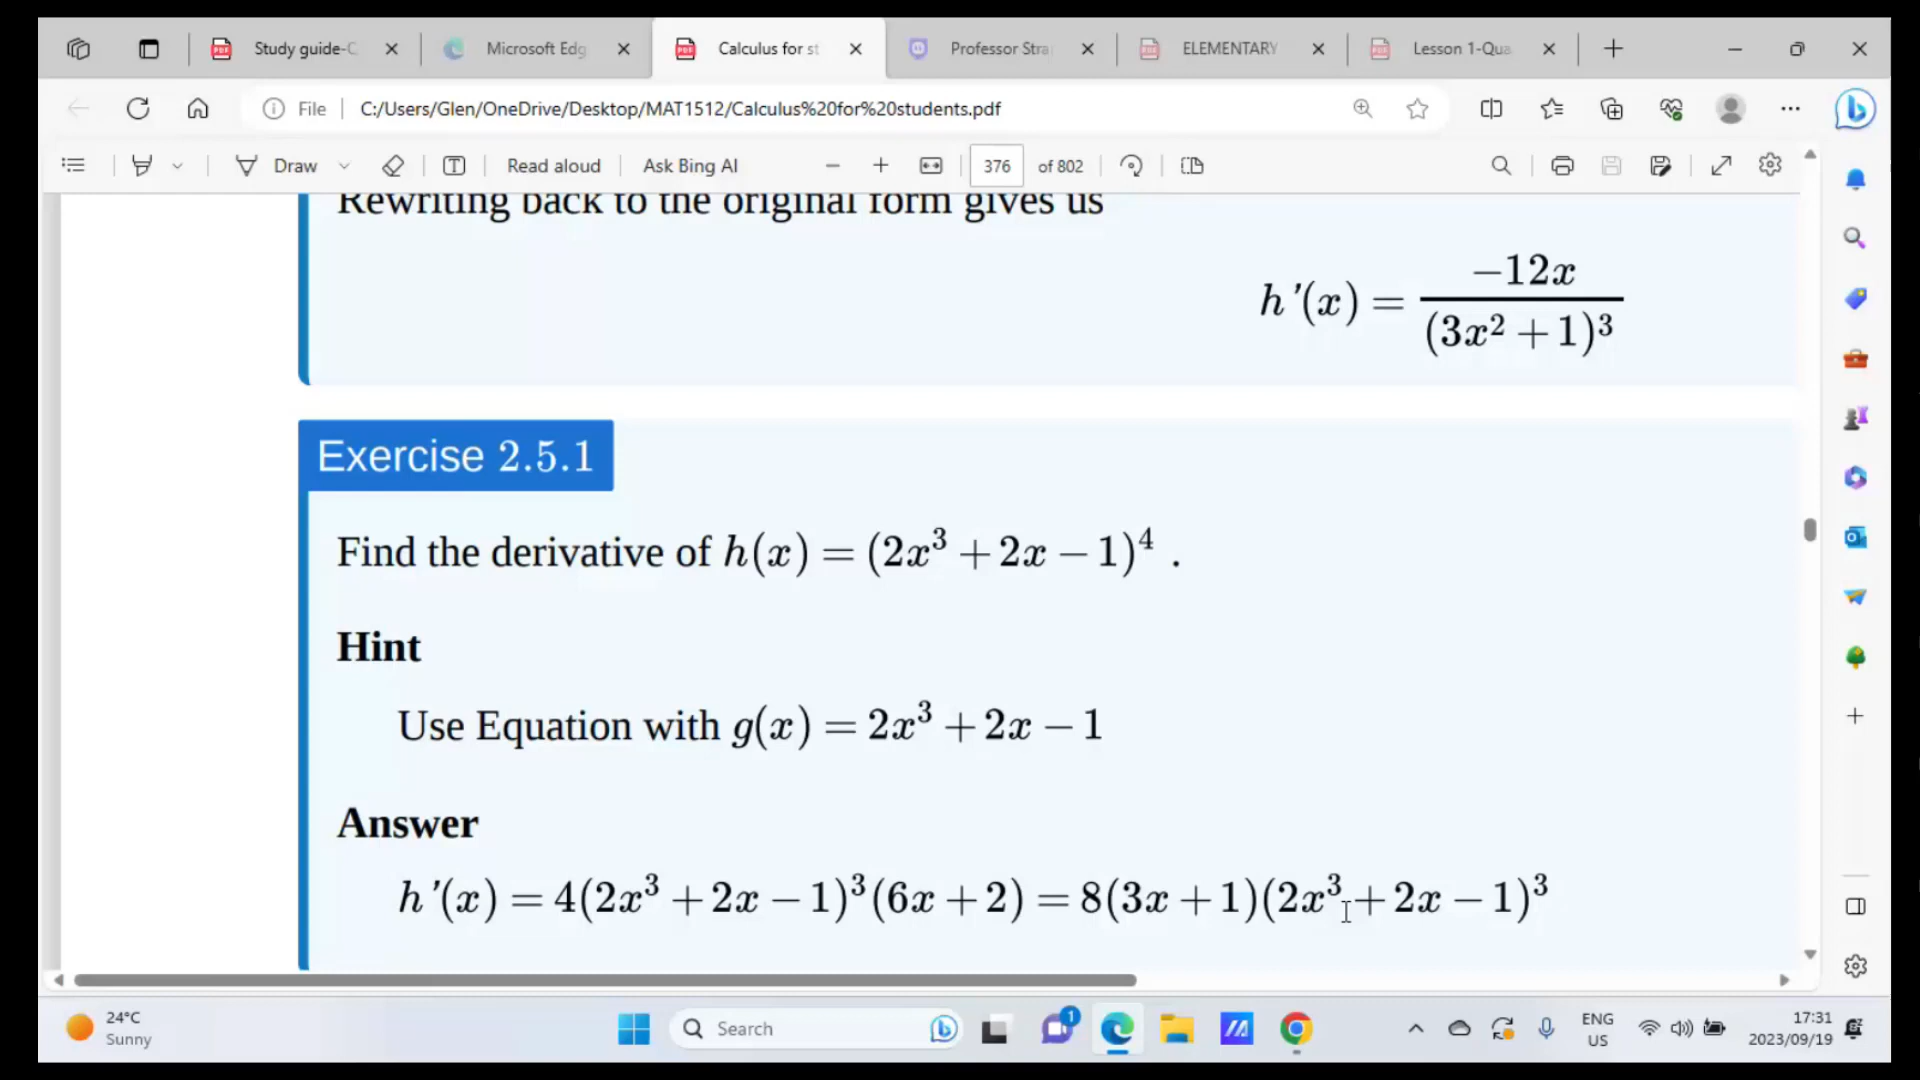 Study guide-C
Microsoft Edg
Calculus for st
Professor Stra
ELEMENTARY
Lesson 1-Qua
File
C:/Users/Glen/OneDrive/Desktop/MAT1512/Calculus%20for%20students.pdf
Draw
Read aloud
Ask Bing AI
376
of 802
Rewriting back to the original form gives us
h'(x) = −12x / (3x² + 1)³
Exercise 2.5.1
Find the derivative of h(x) = (2x³ + 2x − 1)⁴ .
Hint
Use Equation with g(x) = 2x³ + 2x − 1
Answer
h'(x) = 4(2x³ + 2x − 1)³(6x + 2) = 8(3x + 1)(2x³ + 2x − 1)³
24°C
Sunny
Search
1
ENG
US
17:31
2023/09/19